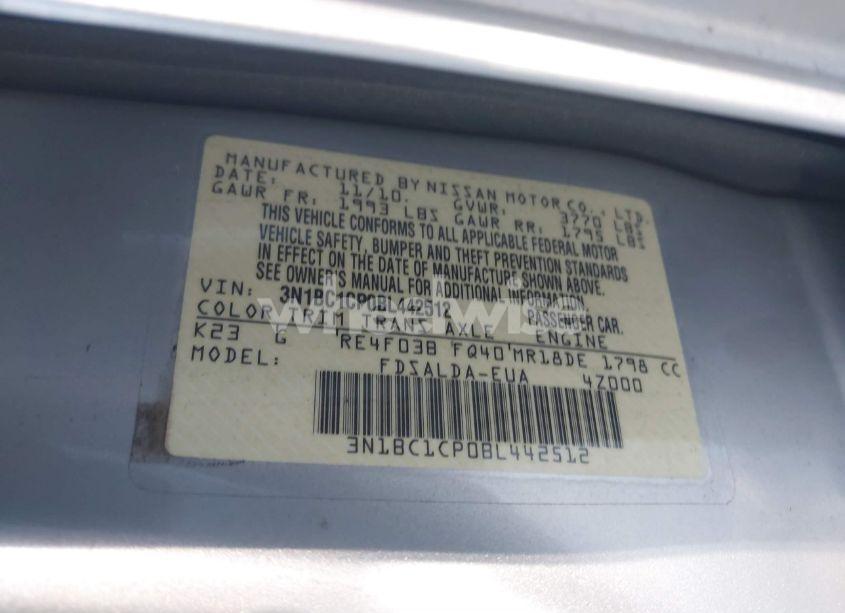 MANUFACTURED BY NISSAN MOTOR CO., LTD.
DATE: 11/10. GVWR: 3770 LBS
GAWR FR: 1993 LBS GAWR RR: 1795 LBS
THIS VEHICLE CONFORMS TO ALL APPLICABLE FEDERAL MOTOR
VEHICLE SAFETY, BUMPER AND THEFT PREVENTION STANDARDS
IN EFFECT ON THE DATE OF MANUFACTURE SHOWN ABOVE.
SEE OWNER'S MANUAL FOR ADDITIONAL INFORMATION.
VIN: 3N1BC1CP0BL442512 PASSENGER CAR.
COLOR TRIM TRANS AXLE ENGINE
K23 G RE4F03B FQ40 MR18DE 1798 CC
MODEL: FDSALDA-EUA 4Z000
3N1BC1CP0BL442512